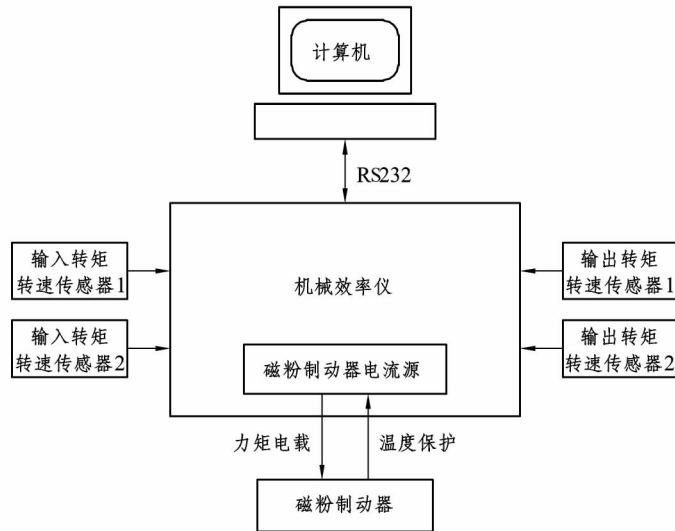 计算机
RS232
输入转矩
转速传感器1
机械效率仪
输出转矩
转速传感器1
输入转矩
转速传感器2
输出转矩
转速传感器2
磁粉制动器电流源
力矩电载
温度保护
磁粉制动器